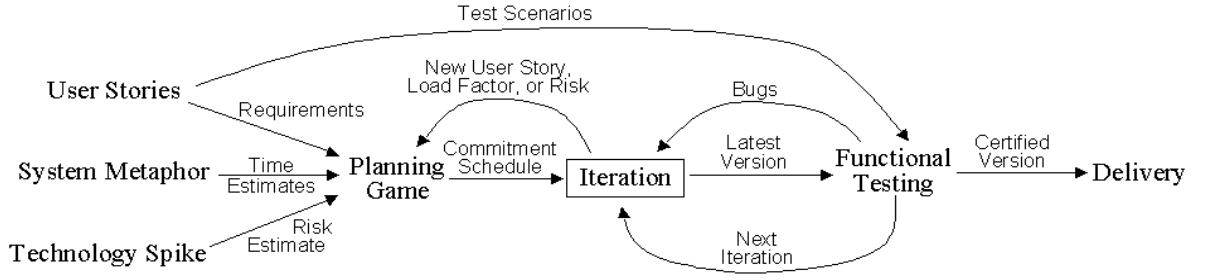 Test Scenarios
User Stories
New User Story,
Load Factor, or Risk
Bugs
Requirements
System Metaphor
Time
Estimates
Planning
Game
Commitment
Schedule
Iteration
Latest
Version
Functional
Testing
Certified
Version
Delivery
Technology Spike
Risk
Estimate
Next
Iteration